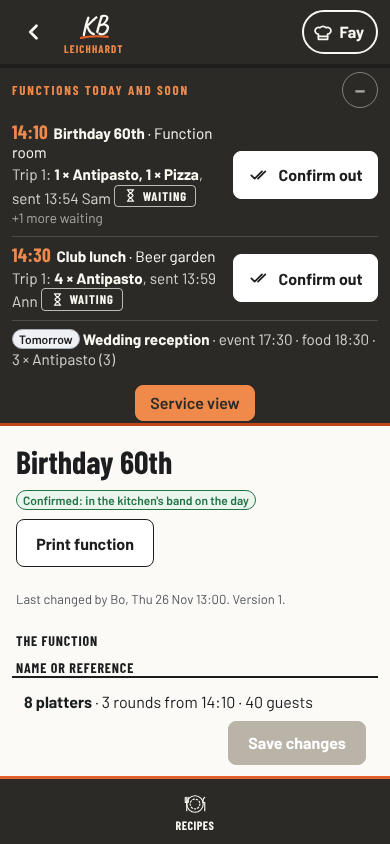 KB
LEICHHARDT
Fay
FUNCTIONS TODAY AND SOON
14:10 Birthday 60th · Function
room
Trip 1: 1 × Antipasto, 1 × Pizza,
sent 13:54 Sam WAITING
+1 more waiting
Confirm out
14:30 Club lunch · Beer garden
Trip 1: 4 × Antipasto, sent 13:59
Ann WAITING
Confirm out
Tomorrow Wedding reception · event 17:30 · food 18:30 ·
3 × Antipasto (3)
Service view
Birthday 60th
Confirmed: in the kitchen's band on the day
Print function
Last changed by Bo, Thu 26 Nov 13:00. Version 1.
THE FUNCTION
NAME OR REFERENCE
8 platters · 3 rounds from 14:10 · 40 guests
Save changes
RECIPES